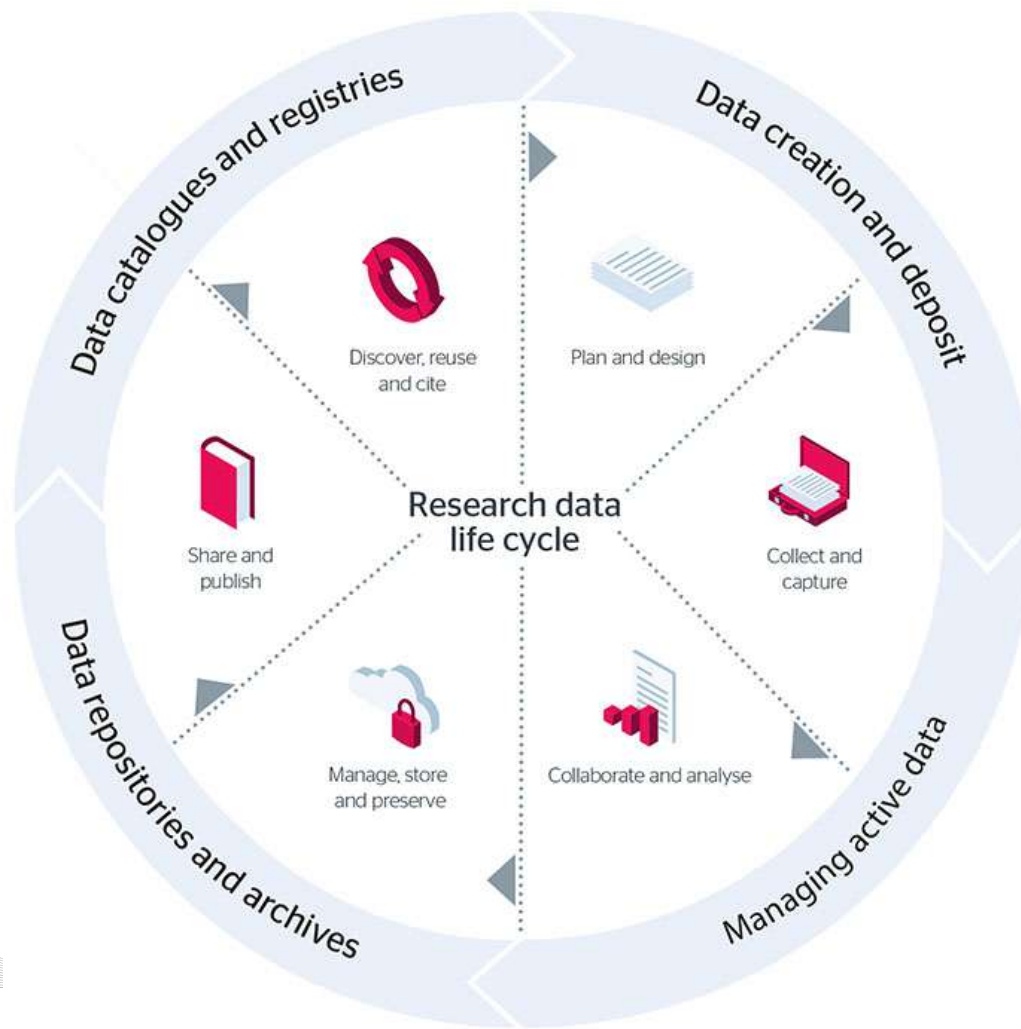 Data catalogues and registries
Data creation and deposit
Discover, reuse
and cite
Plan and design
Research data
life cycle
Share and
publish
Collect and
capture
Manage, store
and preserve
Collaborate and analyse
Data repositories and archives
Managing active data